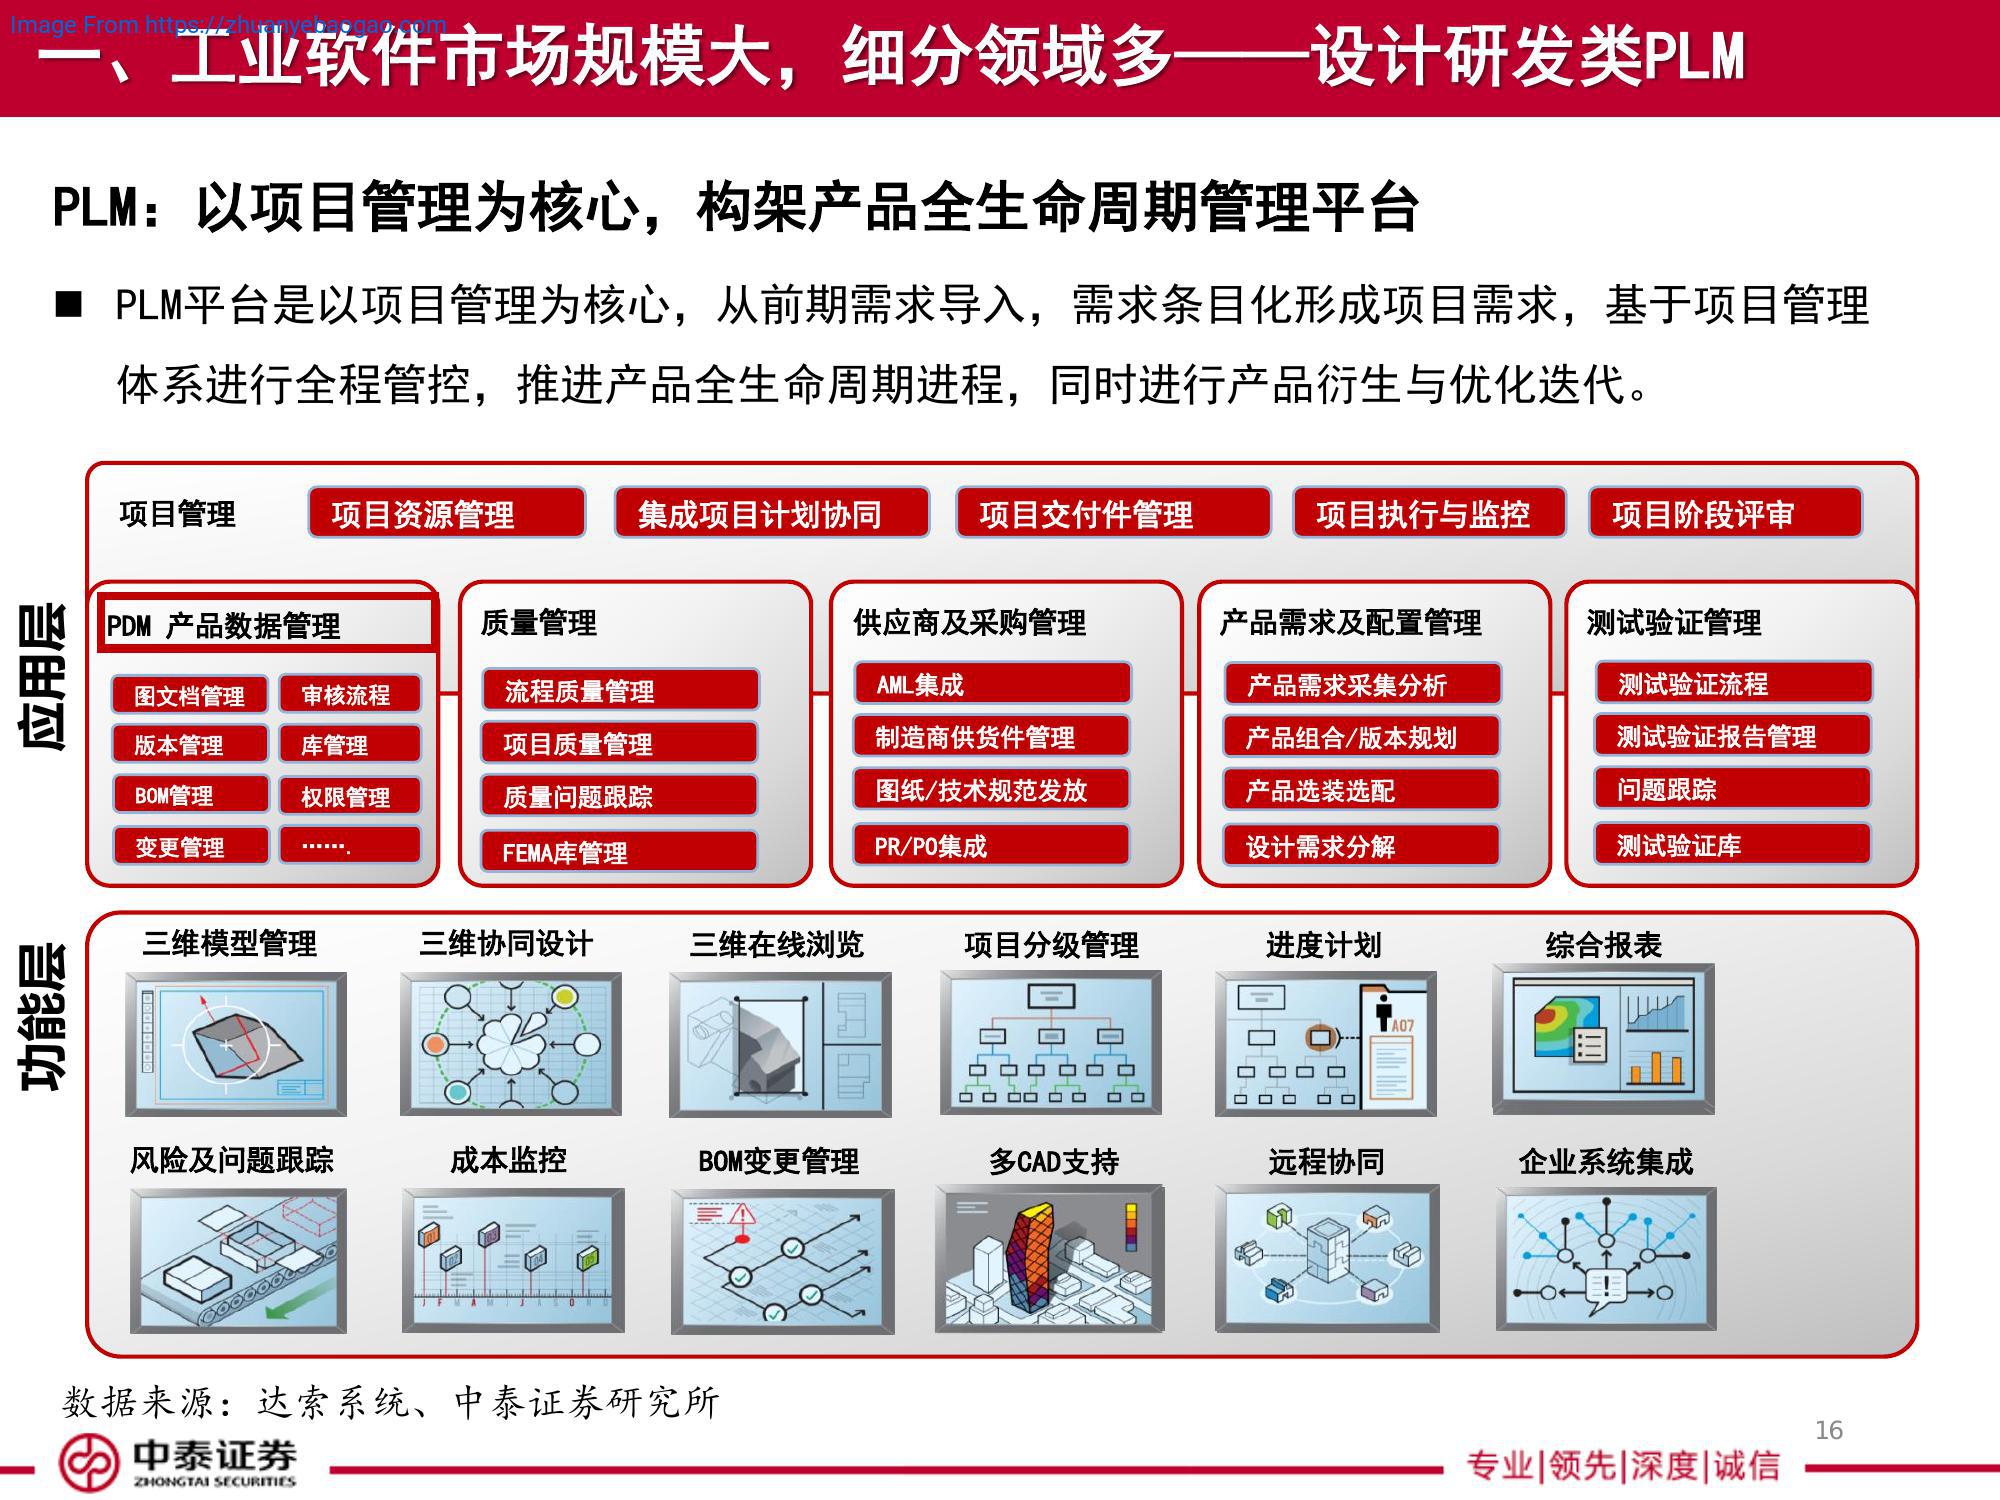 Image From https://zhuanyebaogao.com
一、工业软件市场规模大，细分领域多——设计研发类PLM
PLM：以项目管理为核心，构架产品全生命周期管理平台
■ PLM平台是以项目管理为核心，从前期需求导入，需求条目化形成项目需求，基于项目管理
体系进行全程管控，推进产品全生命周期进程，同时进行产品衍生与优化迭代。
应用层
项目管理 项目资源管理 集成项目计划协同 项目交付件管理 项目执行与监控 项目阶段评审
PDM 产品数据管理
图文档管理 审核流程
版本管理 库管理
BOM管理 权限管理
变更管理 …….
质量管理
流程质量管理
项目质量管理
质量问题跟踪
FEMA库管理
供应商及采购管理
AML集成
制造商供货件管理
图纸/技术规范发放
PR/PO集成
产品需求及配置管理
产品需求采集分析
产品组合/版本规划
产品选装选配
设计需求分解
测试验证管理
测试验证流程
测试验证报告管理
问题跟踪
测试验证库
功能层
三维模型管理 三维协同设计 三维在线浏览 项目分级管理 进度计划 综合报表
A07
风险及问题跟踪 成本监控 BOM变更管理 多CAD支持 远程协同 企业系统集成
数据来源：达索系统、中泰证券研究所
16
中泰证券
ZHONGTAI SECURITIES
专业|领先|深度|诚信